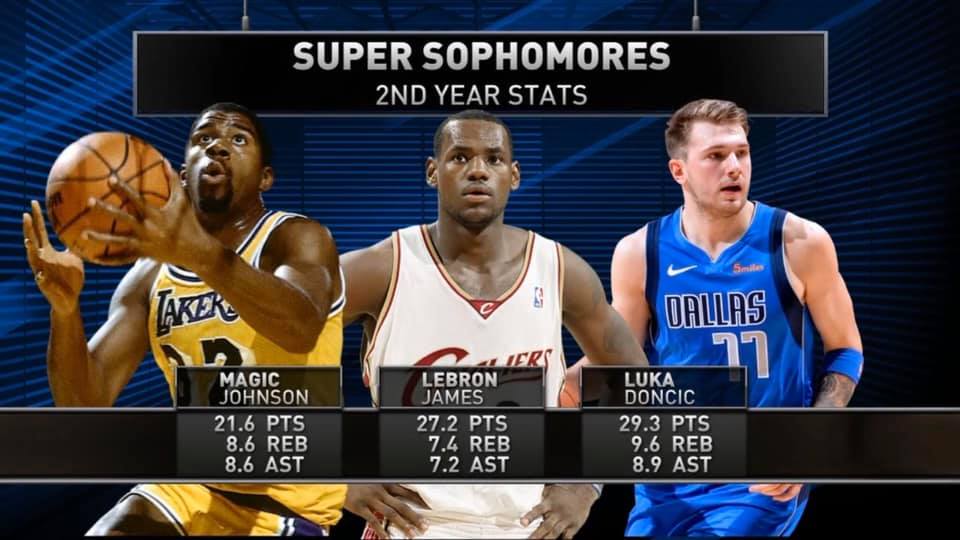 SUPER SOPHOMORES
2ND YEAR STATS
LAKERS
CAVALIERS
5miles
DALLAS
77
MAGIC
JOHNSON
21.6 PTS
8.6 REB
8.6 AST
LEBRON
JAMES
27.2 PTS
7.4 REB
7.2 AST
LUKA
DONCIC
29.3 PTS
9.6 REB
8.9 AST